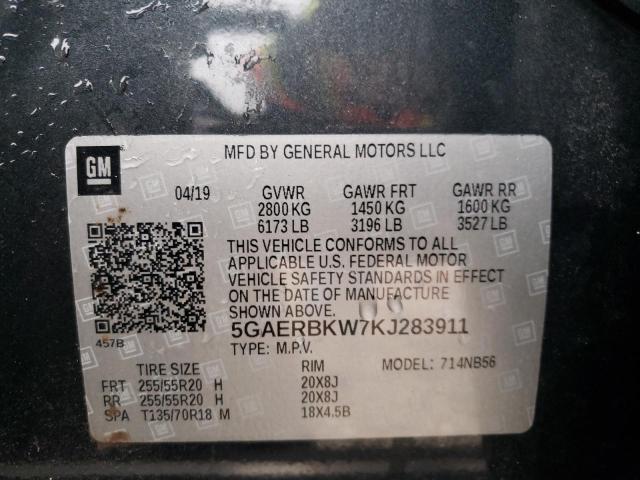 GM
MFD BY GENERAL MOTORS LLC
04/19 GVWR GAWR FRT GAWR RR
2800 KG 1450 KG 1600 KG
6173 LB 3196 LB 3527 LB
THIS VEHICLE CONFORMS TO ALL
APPLICABLE U.S. FEDERAL MOTOR
VEHICLE SAFETY STANDARDS IN EFFECT
ON THE DATE OF MANUFACTURE
SHOWN ABOVE.
457B 5GAERBKW7KJ283911
TYPE: M.P.V. MODEL: 714NB56
TIRE SIZE RIM
FRT 255/55R20 H 20X8J
RR 255/55R20 H 20X8J
SPA T135/70R18 M 18X4.5B